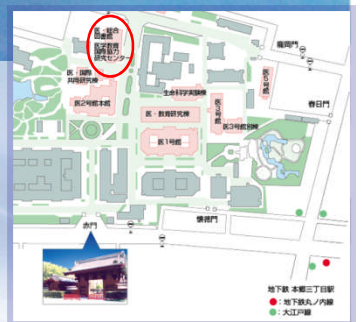 医・総合
図書館
医学教育
国際協力
研究センター
龍岡門
医・国際
共同研究棟
生命科学実験棟
医5号館
春日門
医2号館本館
医・教育研究棟
医3号館
医3号館別棟
医1号館
懐徳門
赤門
地下鉄 本郷三丁目駅
●：地下鉄丸ノ内線
●：大江戸線